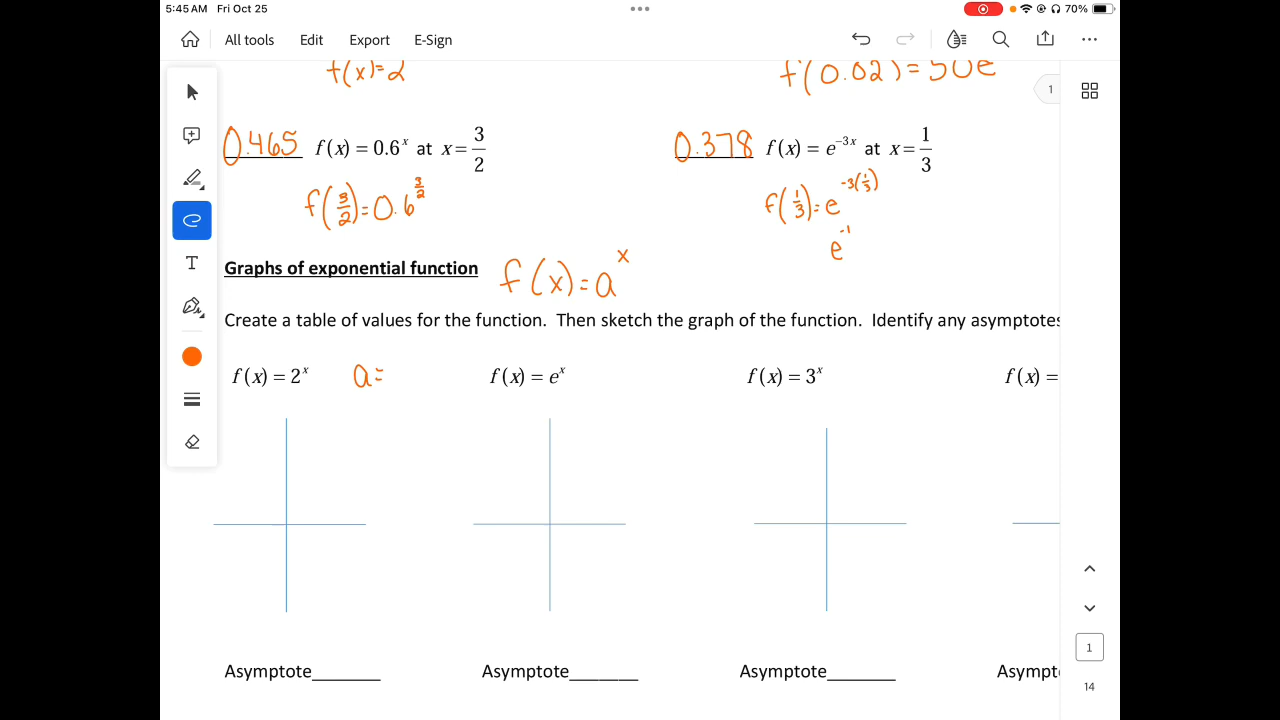 5:45 AM Fri Oct 25 70%
All tools Edit Export E-Sign
f(x)=2
f(0.02)=50e
1
0.465 f(x) = 0.6^x at x = 3/2
0.378 f(x) = e^{-3x} at x = 1/3
f(3/2)=0.6^{3/2}
f(1/3)=e^{-3(1/3)}
e^{-1}
Graphs of exponential function f(x)=a^x
Create a table of values for the function. Then sketch the graph of the function. Identify any asymptotes
f(x) = 2^x a= f(x) = e^x f(x) = 3^x f(x) =
Asymptote_______ Asymptote_______ Asymptote_______ Asympt
1
14